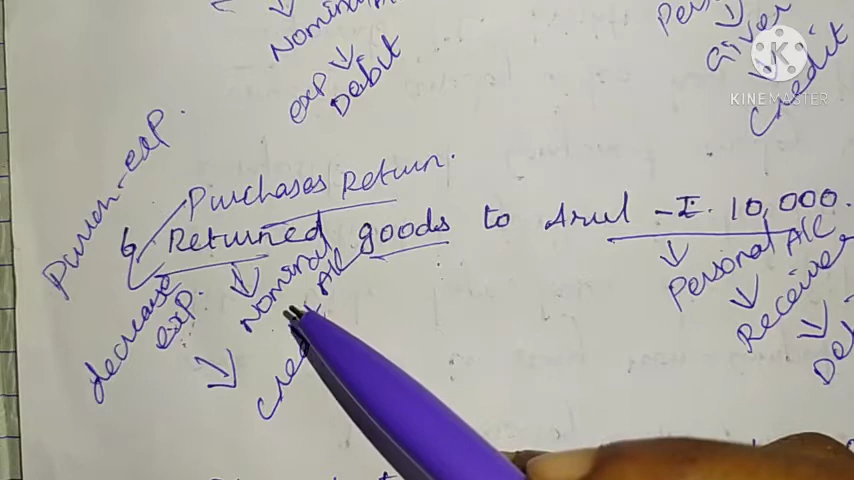 Nominal
exp Debit
Giver
Credit
KINEMASTER
Purch - exp.
Purchases Return.
6 Returned goods to Arul - I. 10,000.
decrease
exp.
Nominal
A/c
Personal A/c
Receiver